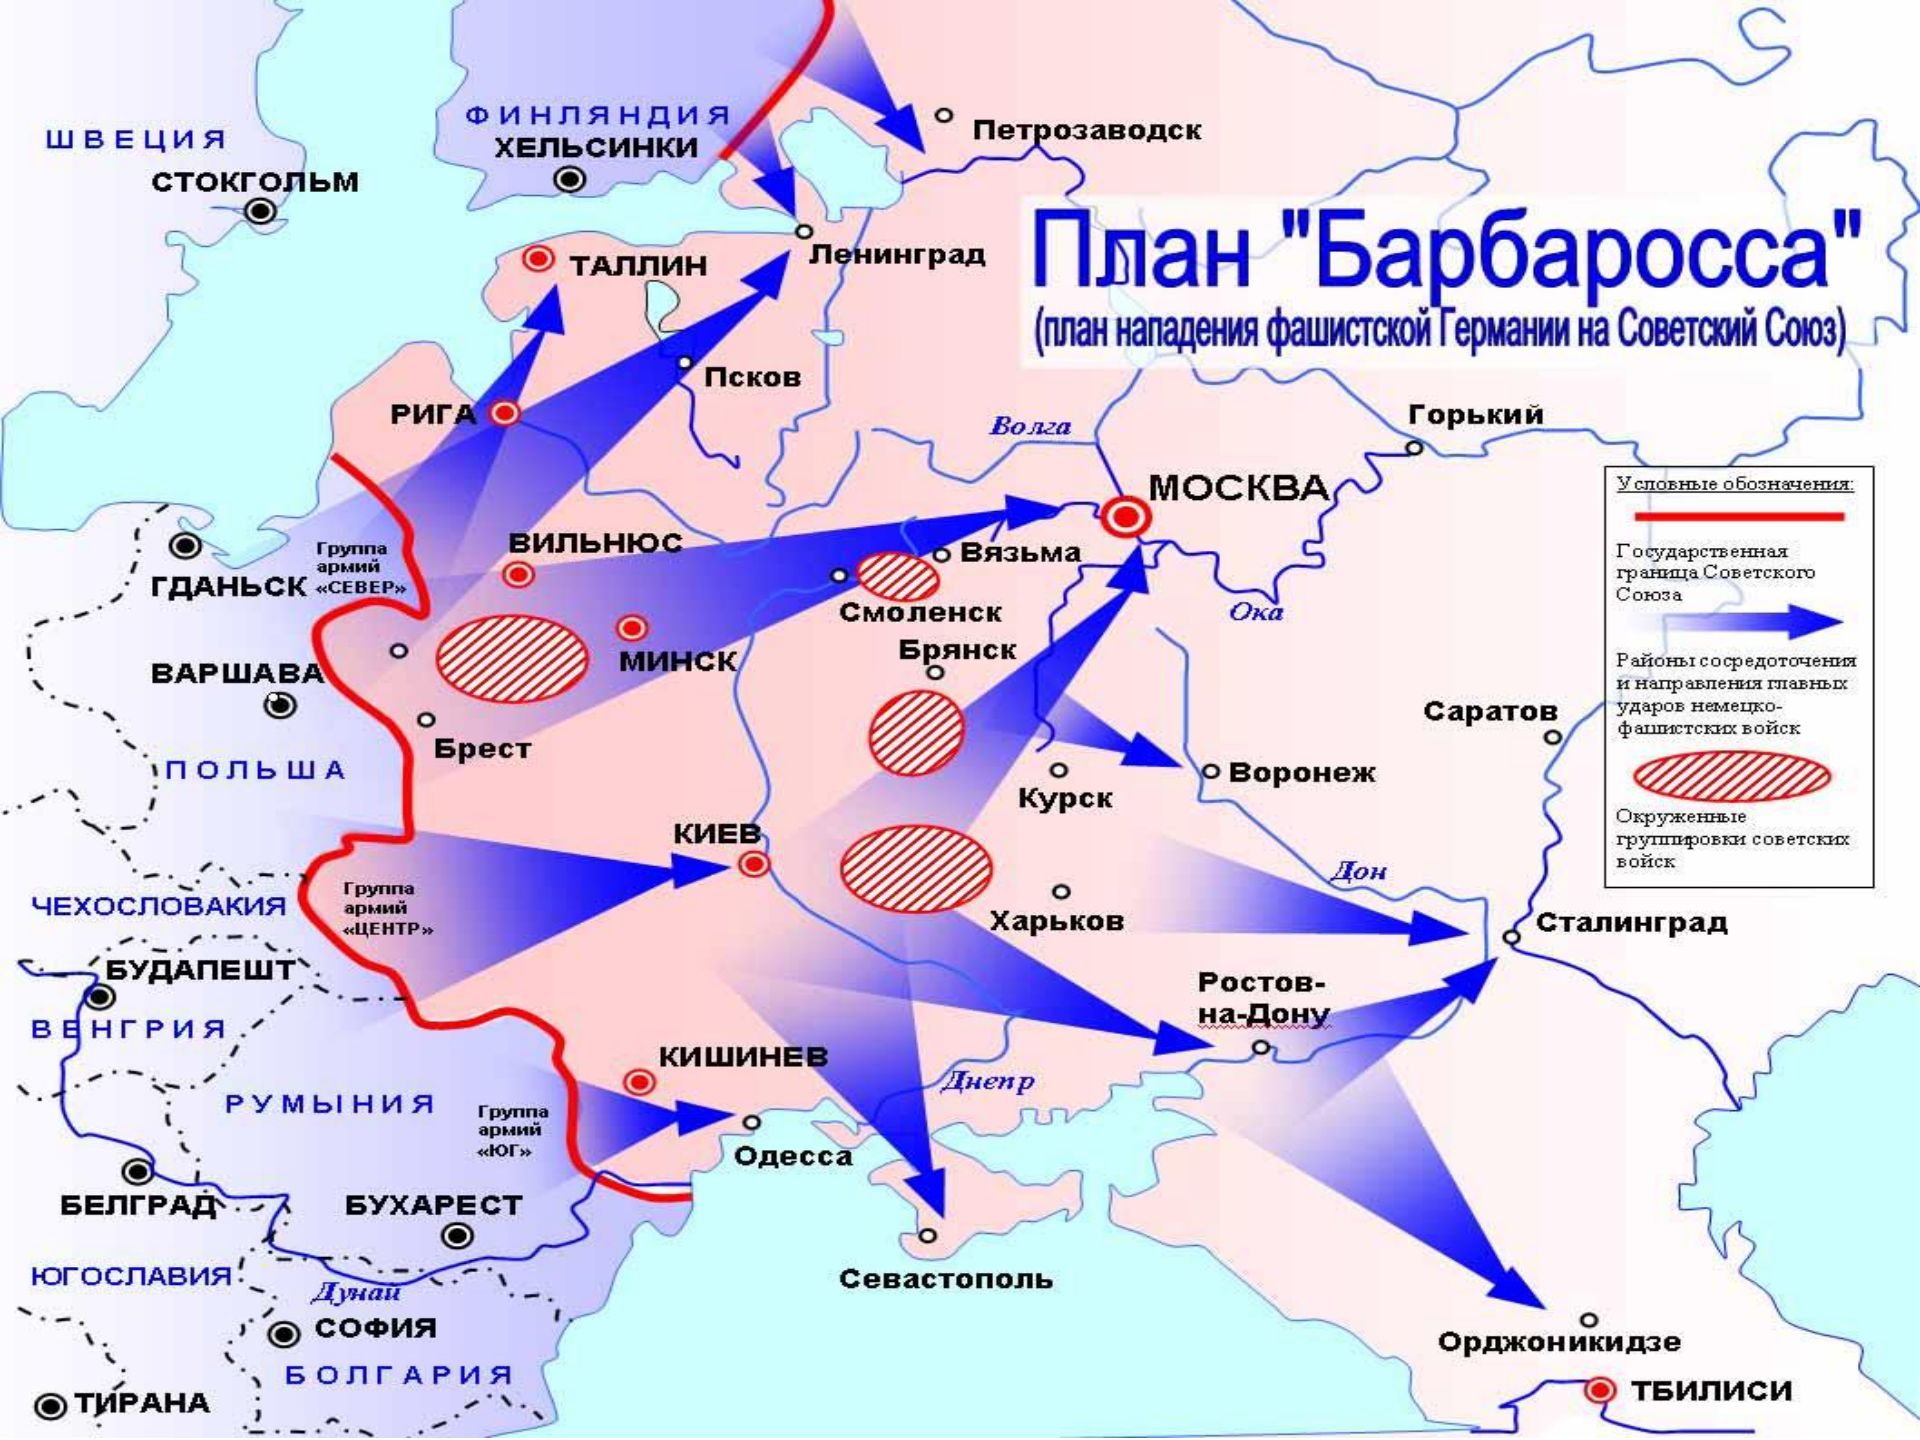 ШВЕЦИЯ
СТОКГОЛЬМ
ФИНЛЯНДИЯ
ХЕЛЬСИНКИ
Петрозаводск
ТАЛЛИН
Ленинград
План "Барбаросса"
(план нападения фашистской Германии на Советский Союз)
Псков
РИГА
Волга
Горький
МОСКВА
Условные обозначения:
Государственная
граница Советского
Союза
Районы сосредоточения
и направления главных
ударов немецко-
фашистских войск
Окруженные
группировки советских
войск
ГДАНЬСК
Группа
армий
«СЕВЕР»
ВИЛЬНЮС
Вязьма
Смоленск
Ока
Брянск
МИНСК
ВАРШАВА
Брест
ПОЛЬША
Саратов
Воронеж
Курск
КИЕВ
Дон
Харьков
Сталинград
Группа
армий
«ЦЕНТР»
ЧЕХОСЛОВАКИЯ
БУДАПЕШТ
ВЕНГРИЯ
Ростов-
на-Дону
КИШИНЕВ
Днепр
РУМЫНИЯ
Группа
армий
«ЮГ»
Одесса
БЕЛГРАД
БУХАРЕСТ
Севастополь
ЮГОСЛАВИЯ
Дунай
СОФИЯ
БОЛГАРИЯ
ТИРАНА
Орджоникидзе
ТБИЛИСИ